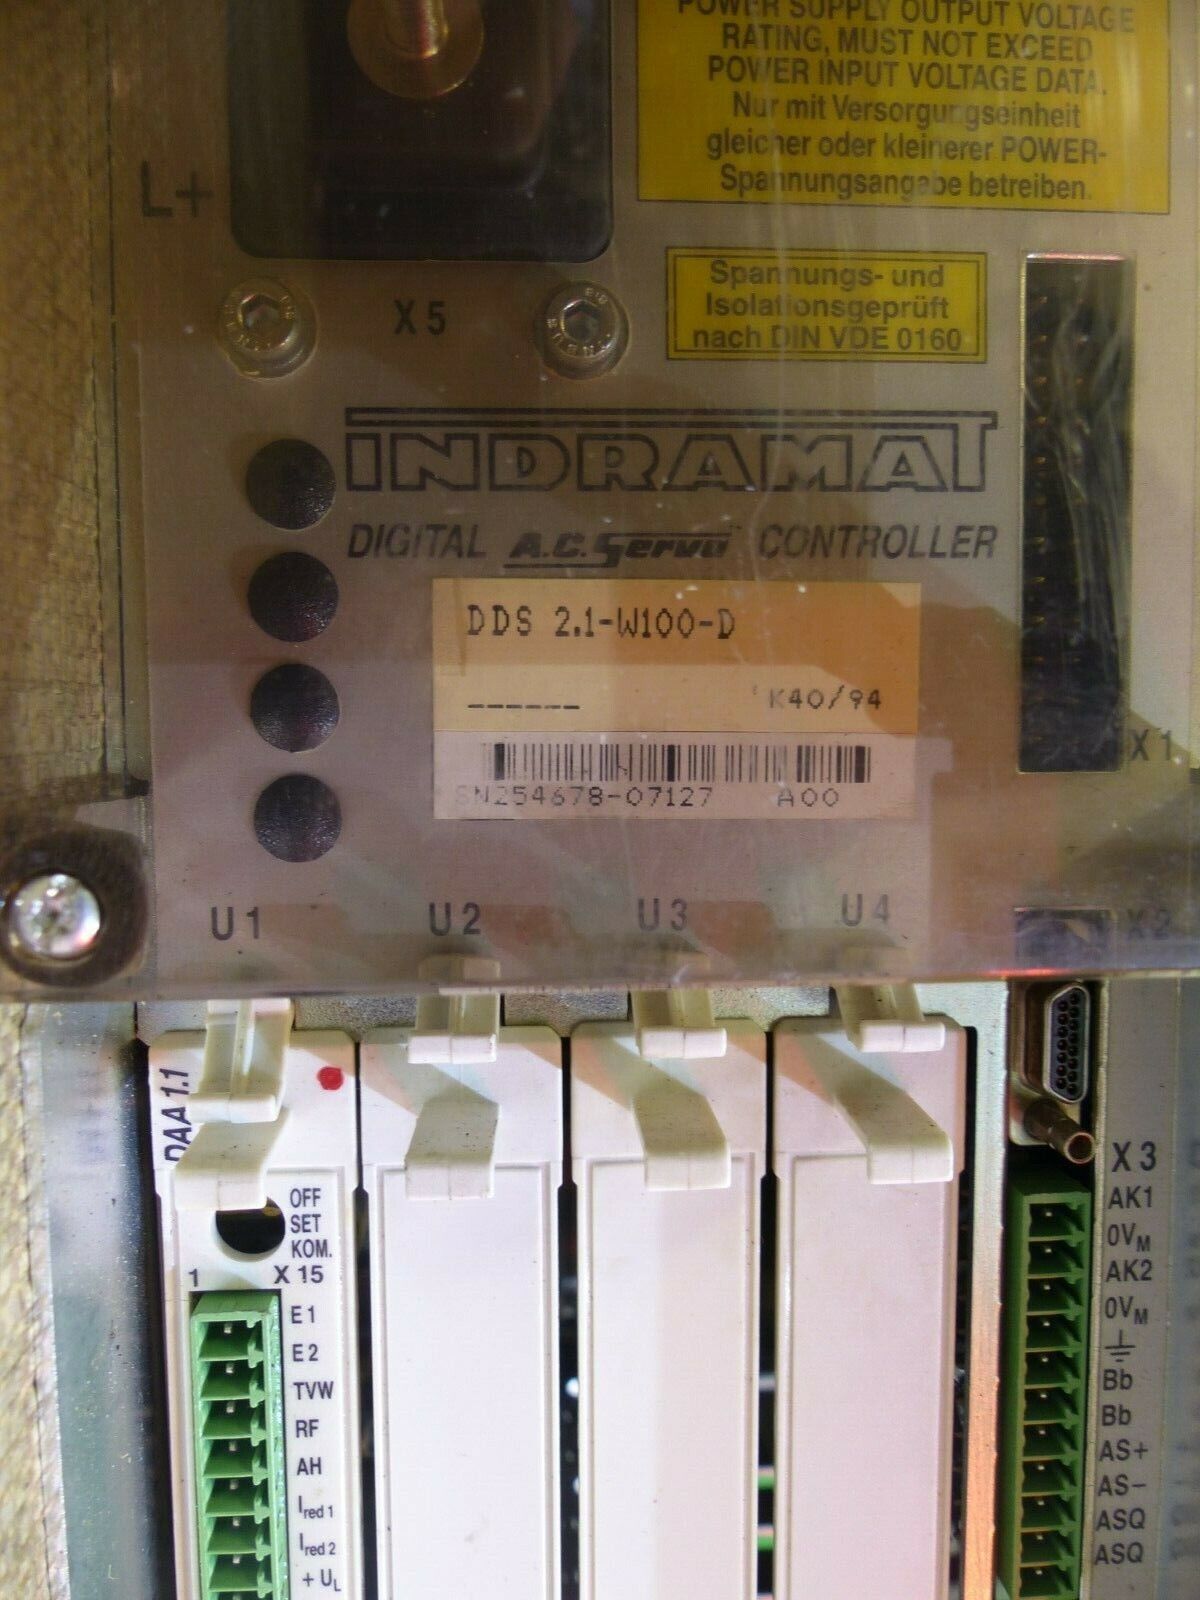 POWER SUPPLY OUTPUT VOLTAGE
RATING, MUST NOT EXCEED
POWER INPUT VOLTAGE DATA.
Nur mit Versorgungseinheit
gleicher oder kleinerer POWER-
Spannungsangabe betreiben.
L+
Spannungs- und
Isolationsgeprüft
nach DIN VDE 0160
X5
INDRAMAT
DIGITAL A.C. Servo CONTROLLER
DDS 2.1-W100-D
------ K40/94
SN254678-07127 A00
X1
U1 U2 U3 U4
X2
DAA 1.1
OFF
SET
KOM.
1 X15
E1
E2
TVW
RF
AH
Ired 1
Ired 2
+UL
X3
AK1
0VM
AK2
0VM
Bb
Bb
AS+
AS-
ASQ
ASQ